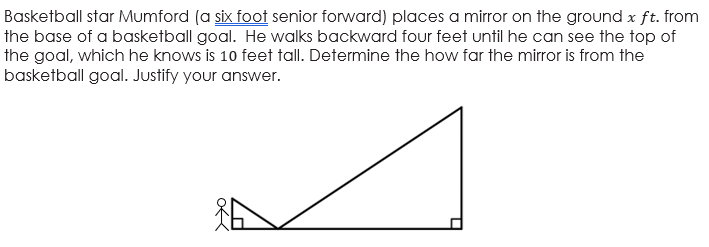 Basketball star Mumford (a six foot senior forward) places a mirror on the ground x ft. from
the base of a basketball goal. He walks backward four feet until he can see the top of
the goal, which he knows is 10 feet tall. Determine the how far the mirror is from the
basketball goal. Justify your answer.